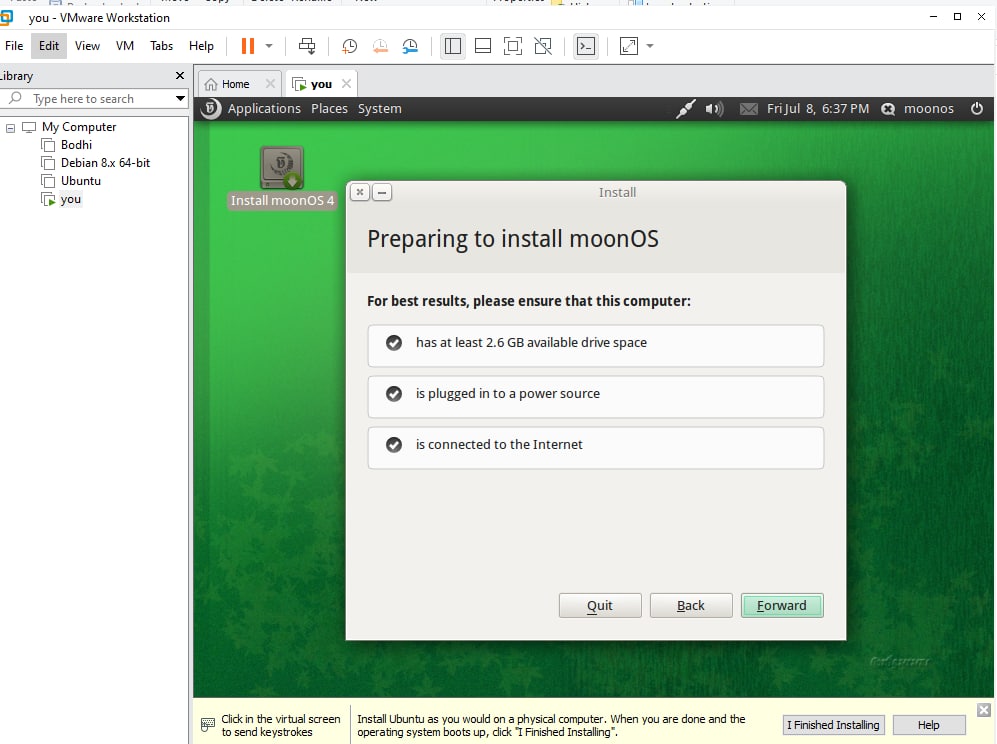 you - VMware Workstation
File Edit View VM Tabs Help
Library
Type here to search
My Computer
Bodhi
Debian 8.x 64-bit
Ubuntu
you
Home
you
Applications Places System
Fri Jul 8, 6:37 PM
moonos
Install moonOS 4
Install
Preparing to install moonOS
For best results, please ensure that this computer:
has at least 2.6 GB available drive space
is plugged in to a power source
is connected to the Internet
Quit
Back
Forward
Click in the virtual screen
to send keystrokes
Install Ubuntu as you would on a physical computer. When you are done and the
operating system boots up, click "I Finished Installing".
I Finished Installing
Help